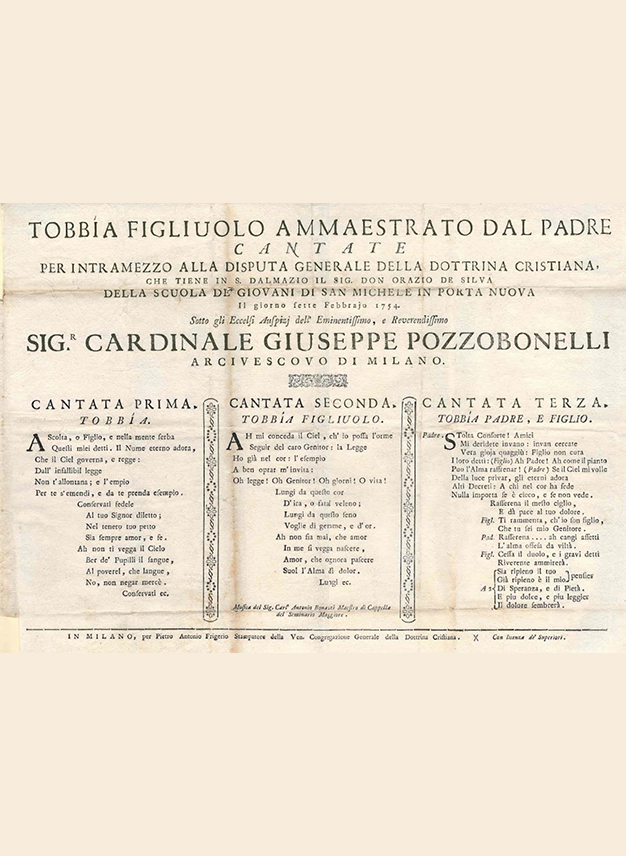 TOBBÍA FIGLIUOLO AMMAESTRATO DAL PADRE
CANTATE
PER INTRAMEZZO ALLA DISPUTA GENERALE DELLA DOTTRINA CRISTIANA,
CHE TIENE IN S. DALMAZIO IL SIG. DON ORAZIO DE SILVA
DELLA SCUOLA DE' GIOVANI DI SAN MICHELE IN PORTA NUOVA
Il giorno sette Febbrajo 1754.
Sotto gli Eccelsi Auspizj dell' Eminentissimo, e Reverendissimo
SIG.R CARDINALE GIUSEPPE POZZOBONELLI
ARCIVESCOVO DI MILANO.
CANTATA PRIMA.
TOBBÍA.
AScolta, o Figlio, e nella mente serba
Questi miei detti. Il Nume eterno adora,
Che il Ciel governa, e regge:
Dall' infallibil legge
Non t'allontana; e l'empio
Per te s'emendi, e da te prenda esempio.
Conservati fedele
Al tuo Signor diletto;
Nel tenero tuo petto
Sia sempre amor, e fe.
Ah non ti vegga il Cielo
Ber de' Pupilli il sangue,
Al poverel, che langue,
No, non negar mercè.
Conservati ec.
CANTATA SECONDA.
TOBBÍA FIGLIUOLO.
AH mi conceda il Ciel, ch'io possa l'orme
Seguir del caro Genitor: la Legge
Ho già nel cor: l'esempio
A ben oprar m'invita:
Oh legge! Oh Genitor! Oh giorni! O vita!
Lungi da questo cor
D'ira, o fatal veleno;
Lungi da questo seno
Voglie di gemme, e d'or.
Ah non fia mai, che amor
In me si vegga nascere,
Amor, che ognora pascere
Suol l'Alma di dolor.
Lungi ec.
Musica del Sig. Carl' Antonio Bonazzi Maestro di Cappella
del Seminario Maggiore.
CANTATA TERZA.
TOBBÍA PADRE, E FIGLIO.
Padre. STolta Consorte! Amici
Mi deridete invano: invan cercate
Vera gioja quaggiù: Figlio non cura
I loro detti: (Figlio) Ah Padre! Ah come il pianto
Puo l'Alma rasserenar! (Padre) Se il Ciel mi volle
Della luce privar, gli eterni adora
Alti Decreti: A chi nel cor ha fede
Nulla importa se è cieco, e se non vede.
Rasserena il mesto ciglio,
E dà pace al tuo dolore.
Figl. Ti rammenta, ch'io son figlio,
Che tu sei mio Genitore.
Pad. Rasserena .... ah cangi affetti
L'alma oppressa da viltà.
Figl. Cessa il duolo, e i gravi detti
Riverente ammirerà.
Sia ripieno il tuo
Già ripieno è il mio pensier
A 2. Di Speranza, e di Pietà.
E più dolce, e più leggier
Il dolore sembrerà.
IN MILANO, per Pietro Antonio Frigerio Stampatore della Ven. Congregazione Generale della Dottrina Cristiana. X Con licenza de' Superiori.